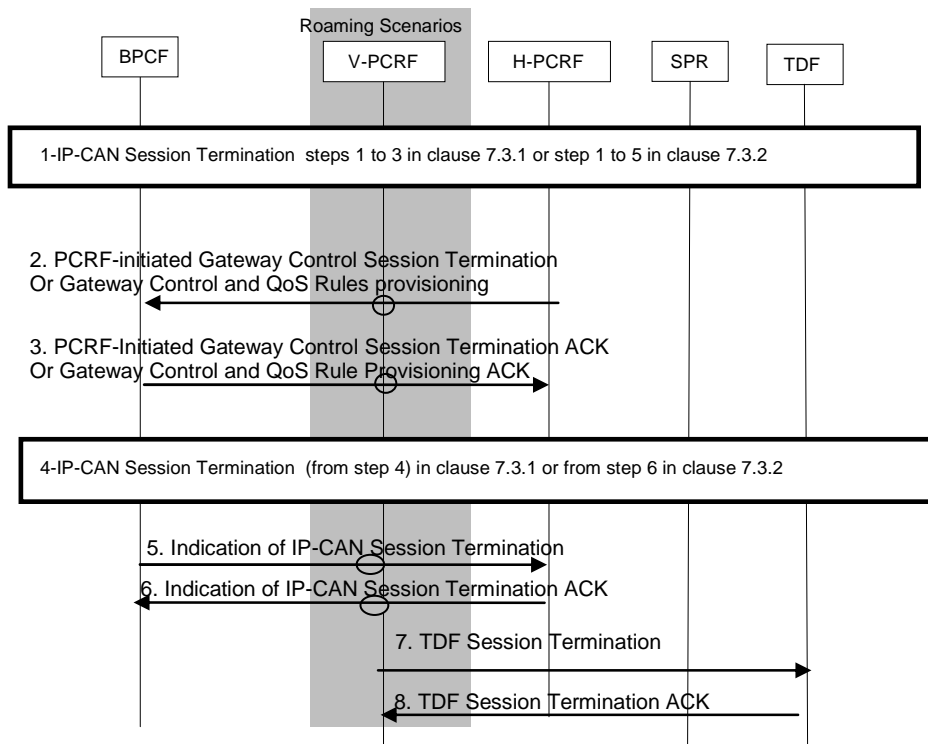 Roaming Scenarios
BPCF
V-PCRF
H-PCRF
SPR
TDF
1-IP-CAN Session Termination steps 1 to 3 in clause 7.3.1 or step 1 to 5 in clause 7.3.2
2. PCRF-initiated Gateway Control Session Termination
Or Gateway Control and QoS Rules provisioning
3. PCRF-Initiated Gateway Control Session Termination ACK
Or Gateway Control and QoS Rule Provisioning ACK
4-IP-CAN Session Termination (from step 4) in clause 7.3.1 or from step 6 in clause 7.3.2
5. Indication of IP-CAN Session Termination
6. Indication of IP-CAN Session Termination ACK
7. TDF Session Termination
8. TDF Session Termination ACK